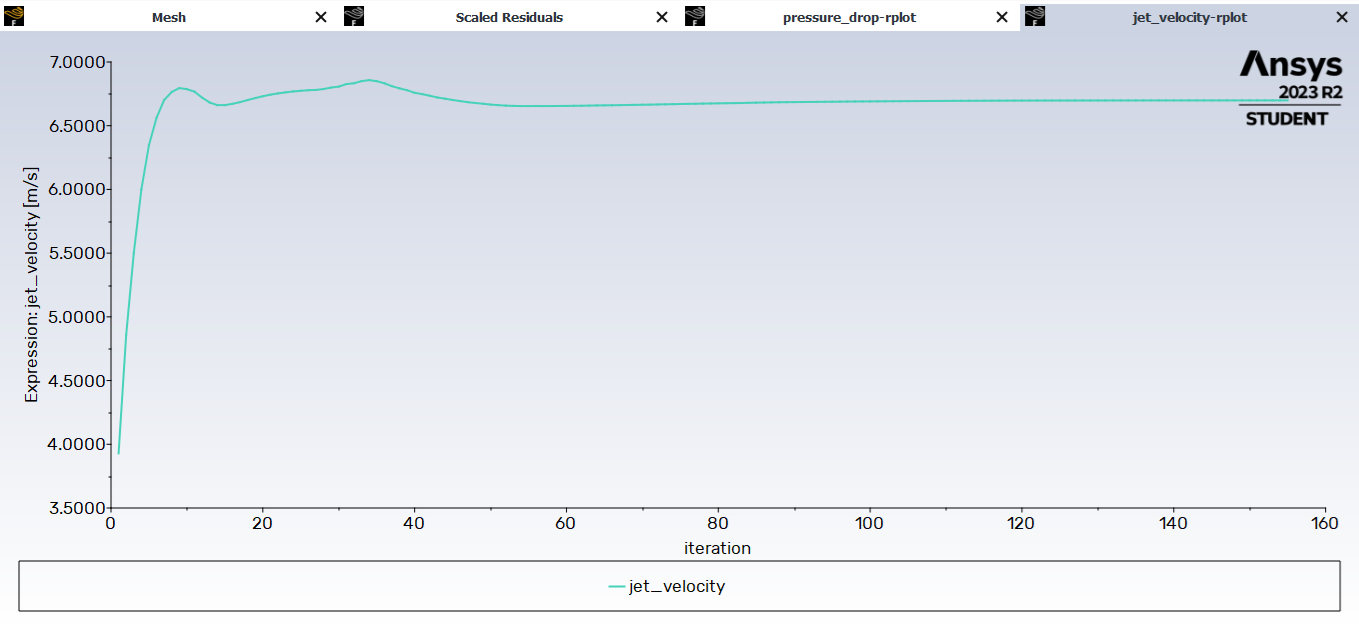 Mesh
Scaled Residuals
pressure_drop-rplot
jet_velocity-rplot
Ansys
2023 R2
STUDENT
Expression: jet_velocity [m/s]
7.0000
6.5000
6.0000
5.5000
5.0000
4.5000
4.0000
3.5000
0 20 40 60 80 100 120 140 160
iteration
jet_velocity